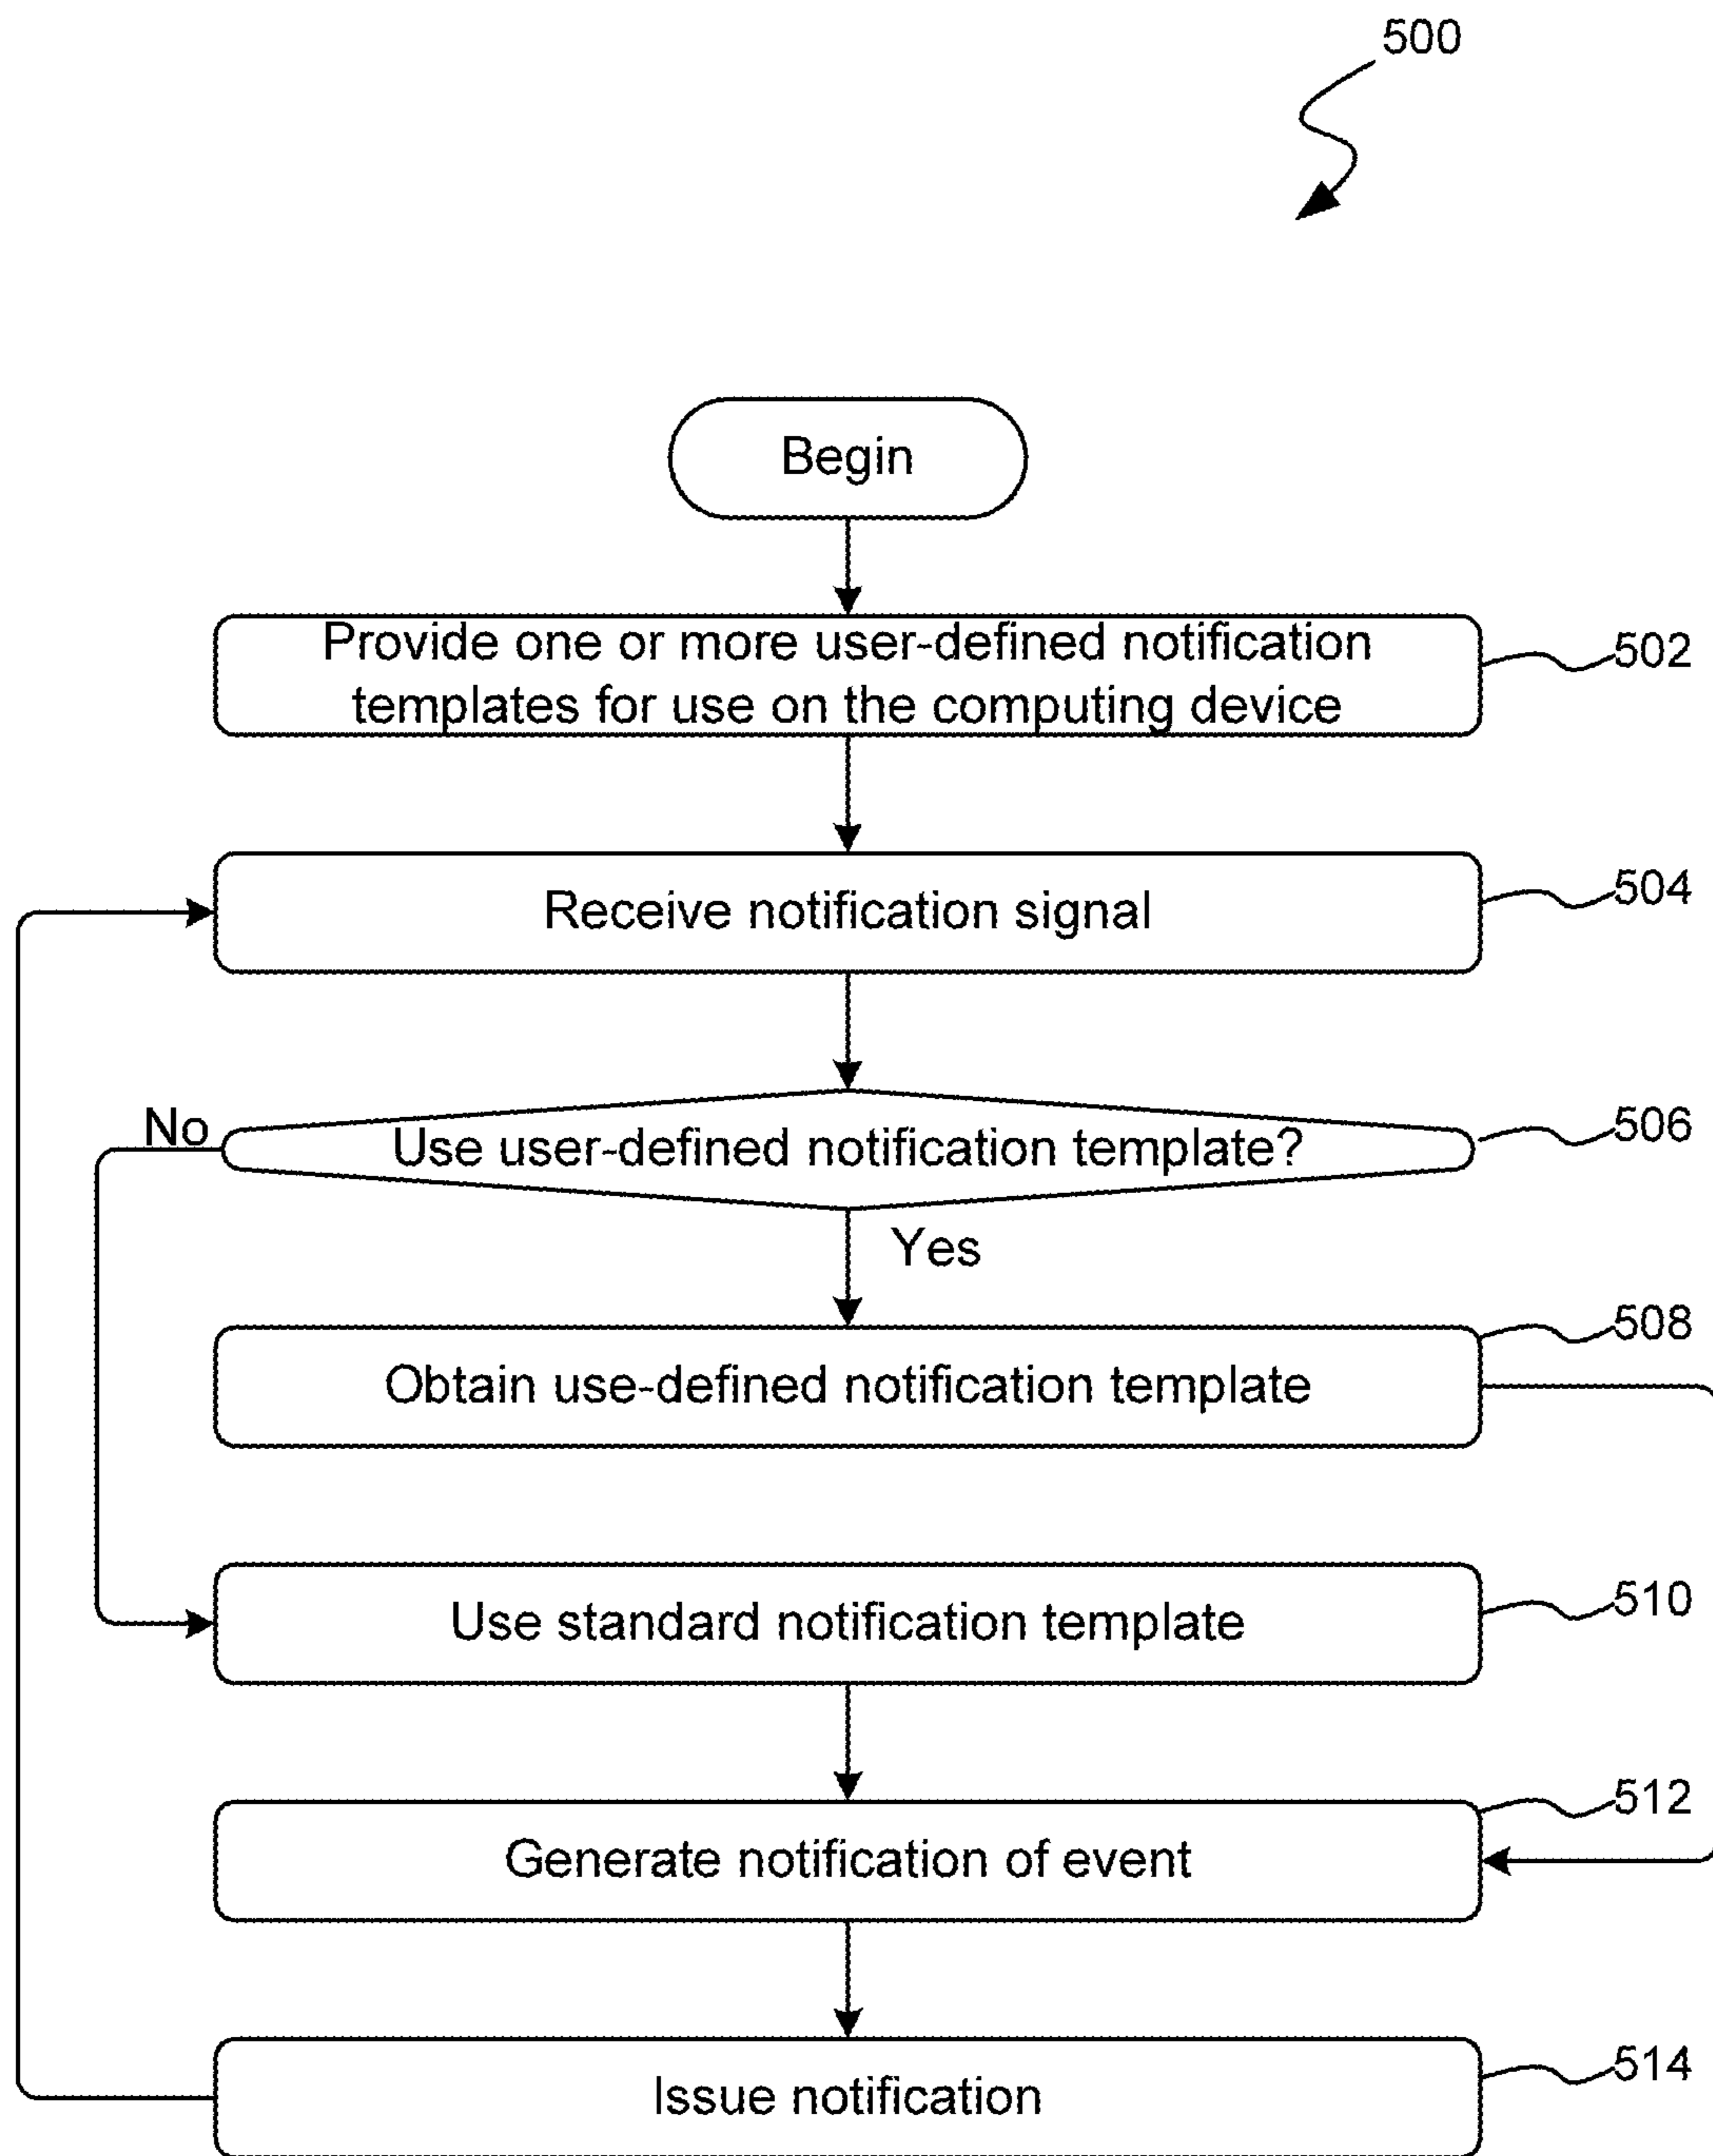 500
Begin
Provide one or more user-defined notification
templates for use on the computing device
502
Receive notification signal
504
No
Use user-defined notification template?
506
Yes
Obtain use-defined notification template
508
Use standard notification template
510
Generate notification of event
512
Issue notification
514